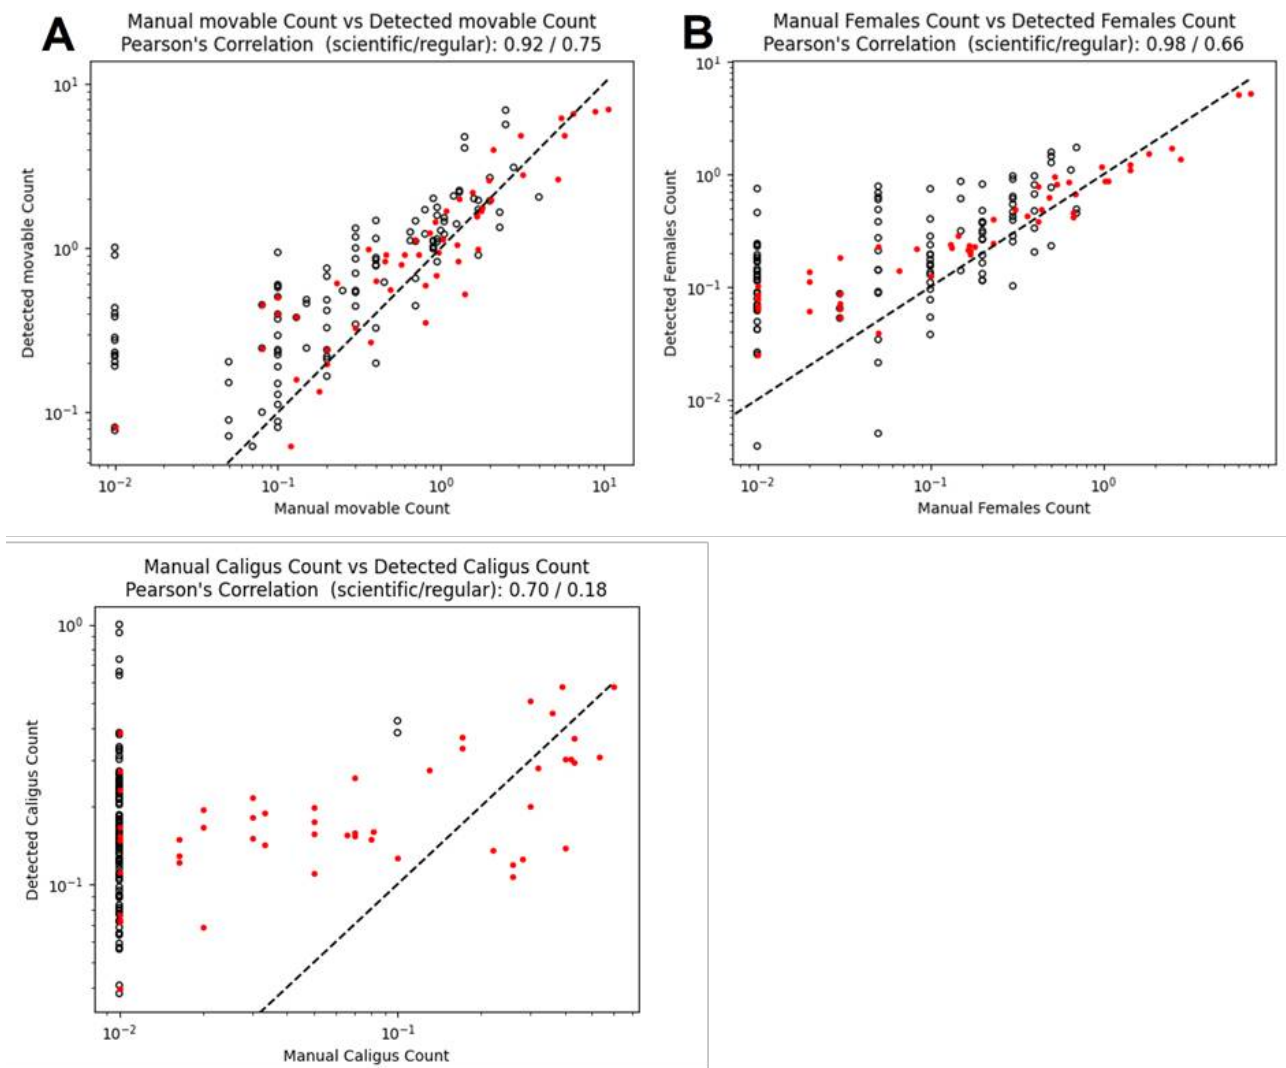 A
Manual movable Count vs Detected movable Count
Pearson's Correlation (scientific/regular): 0.92 / 0.75
10¹
10⁰
10⁻¹
Detected movable Count
10⁻² 10⁻¹ 10⁰ 10¹
Manual movable Count
B
Manual Females Count vs Detected Females Count
Pearson's Correlation (scientific/regular): 0.98 / 0.66
10¹
10⁰
10⁻¹
10⁻²
Detected Females Count
10⁻² 10⁻¹ 10⁰
Manual Females Count
Manual Caligus Count vs Detected Caligus Count
Pearson's Correlation (scientific/regular): 0.70 / 0.18
10⁰
10⁻¹
Detected Caligus Count
10⁻² 10⁻¹
Manual Caligus Count